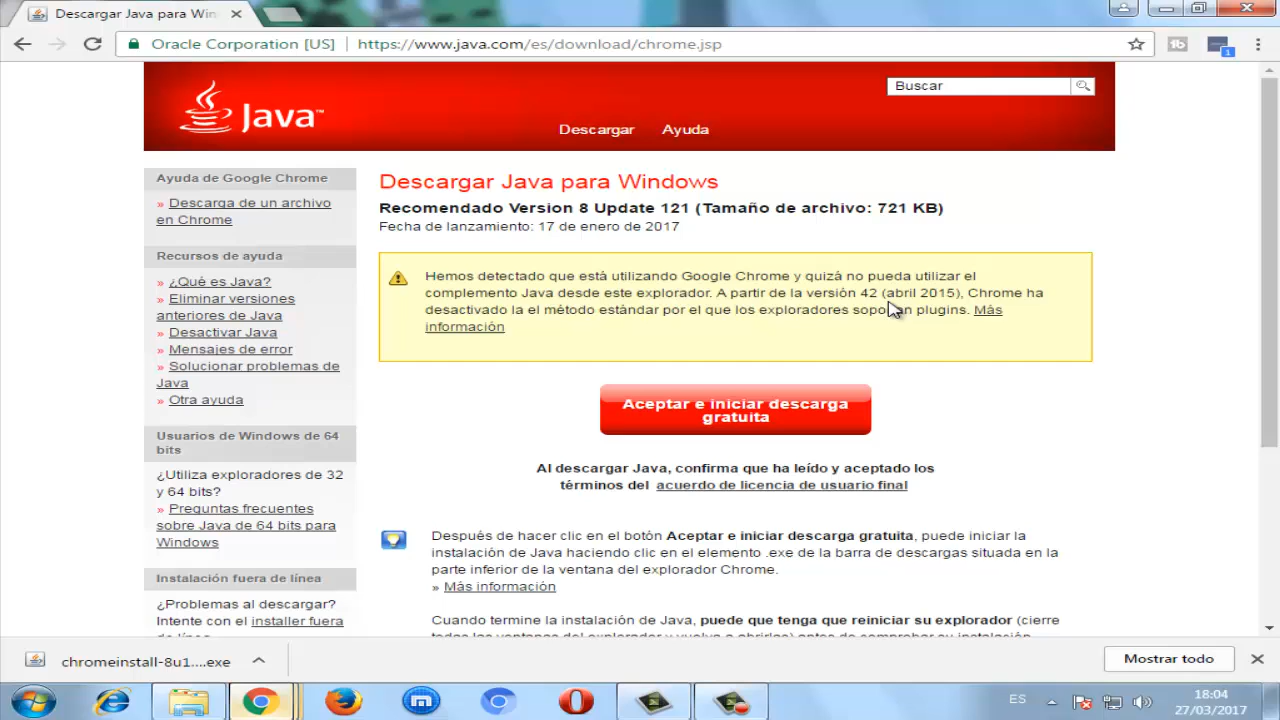 Descargar Java para Win
Oracle Corporation [US]
https://www.java.com/es/download/chrome.jsp
1
Java™
Buscar
Descargar
Ayuda
Ayuda de Google Chrome
» Descarga de un archivo
en Chrome
Recursos de ayuda
» ¿Qué es Java?
» Eliminar versiones
anteriores de Java
» Desactivar Java
» Mensajes de error
» Solucionar problemas de
Java
» Otra ayuda
Usuarios de Windows de 64
bits
¿Utiliza exploradores de 32
y 64 bits?
» Preguntas frecuentes
sobre Java de 64 bits para
Windows
Instalación fuera de línea
¿Problemas al descargar?
Intente con el installer fuera
Descargar Java para Windows
Recomendado Version 8 Update 121 (Tamaño de archivo: 721 KB)
Fecha de lanzamiento: 17 de enero de 2017
Hemos detectado que está utilizando Google Chrome y quizá no pueda utilizar el
complemento Java desde este explorador. A partir de la versión 42 (abril 2015), Chrome ha
desactivado la el método estándar por el que los exploradores soportan plugins. Más
información
Aceptar e iniciar descarga
gratuita
Al descargar Java, confirma que ha leído y aceptado los
términos del acuerdo de licencia de usuario final
Después de hacer clic en el botón Aceptar e iniciar descarga gratuita, puede iniciar la
instalación de Java haciendo clic en el elemento .exe de la barra de descargas situada en la
parte inferior de la ventana del explorador Chrome.
» Más información
Cuando termine la instalación de Java, puede que tenga que reiniciar su explorador (cierre
chromeinstall-8u1....exe
Mostrar todo
ES
18:04
27/03/2017